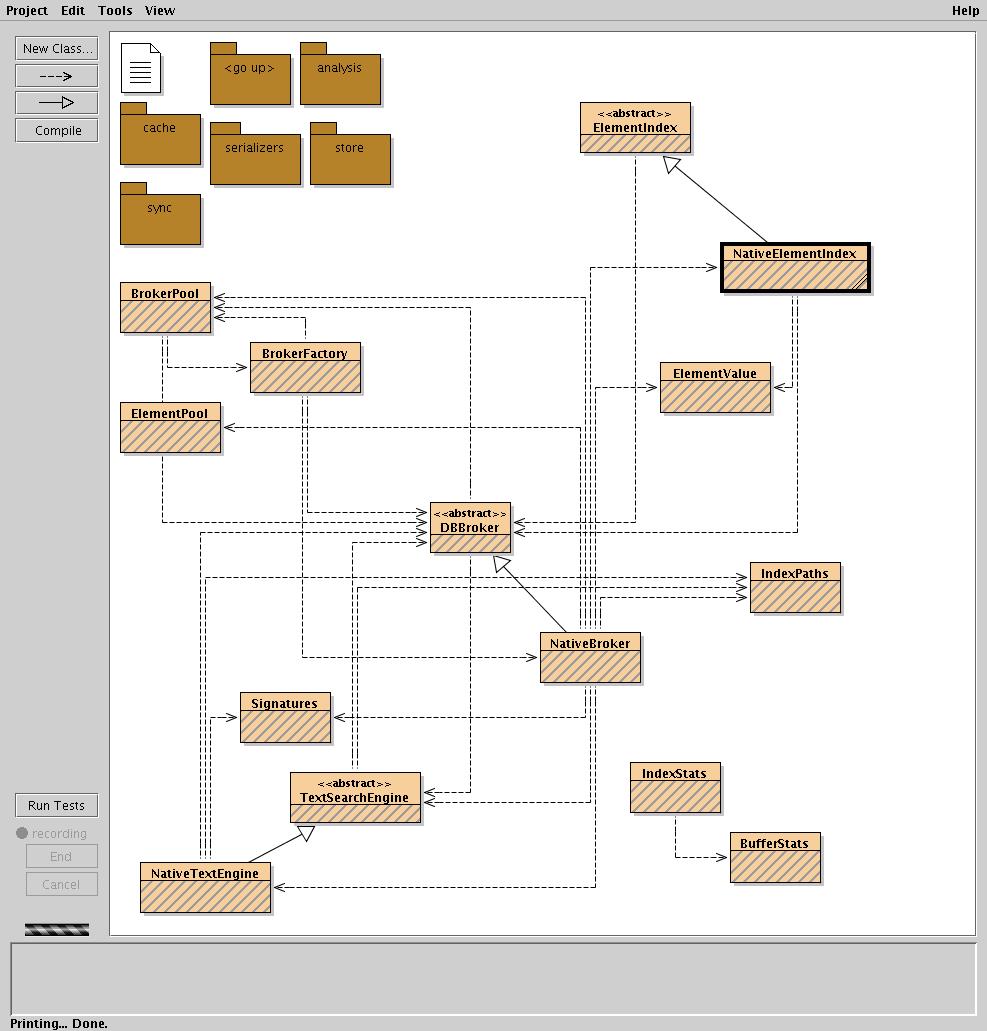 Project Edit Tools View Help
New Class...
Compile
<go up>
analysis
cache
serializers
store
sync
<<abstract>>
ElementIndex
NativeElementIndex
BrokerPool
BrokerFactory
ElementValue
ElementPool
<<abstract>>
DBBroker
IndexPaths
NativeBroker
Signatures
<<abstract>>
TextSearchEngine
IndexStats
BufferStats
NativeTextEngine
Run Tests
recording
End
Cancel
Printing... Done.